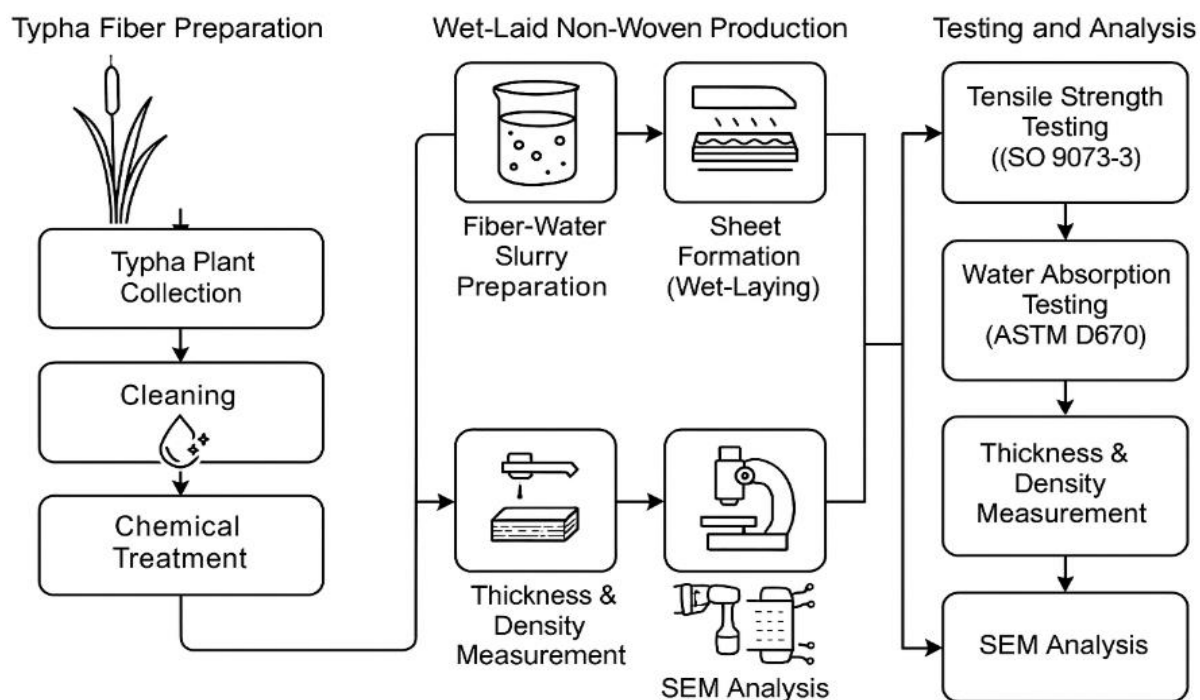 Typha Fiber Preparation
Typha Plant
Collection
Cleaning
Chemical
Treatment
Wet-Laid Non-Woven Production
Fiber-Water
Slurry
Preparation
Sheet
Formation
(Wet-Laying)
Thickness &
Density
Measurement
SEM Analysis
Testing and Analysis
Tensile Strength
Testing
((SO 9073-3)
Water Absorption
Testing
(ASTM D670)
Thickness &
Density
Measurement
SEM Analysis